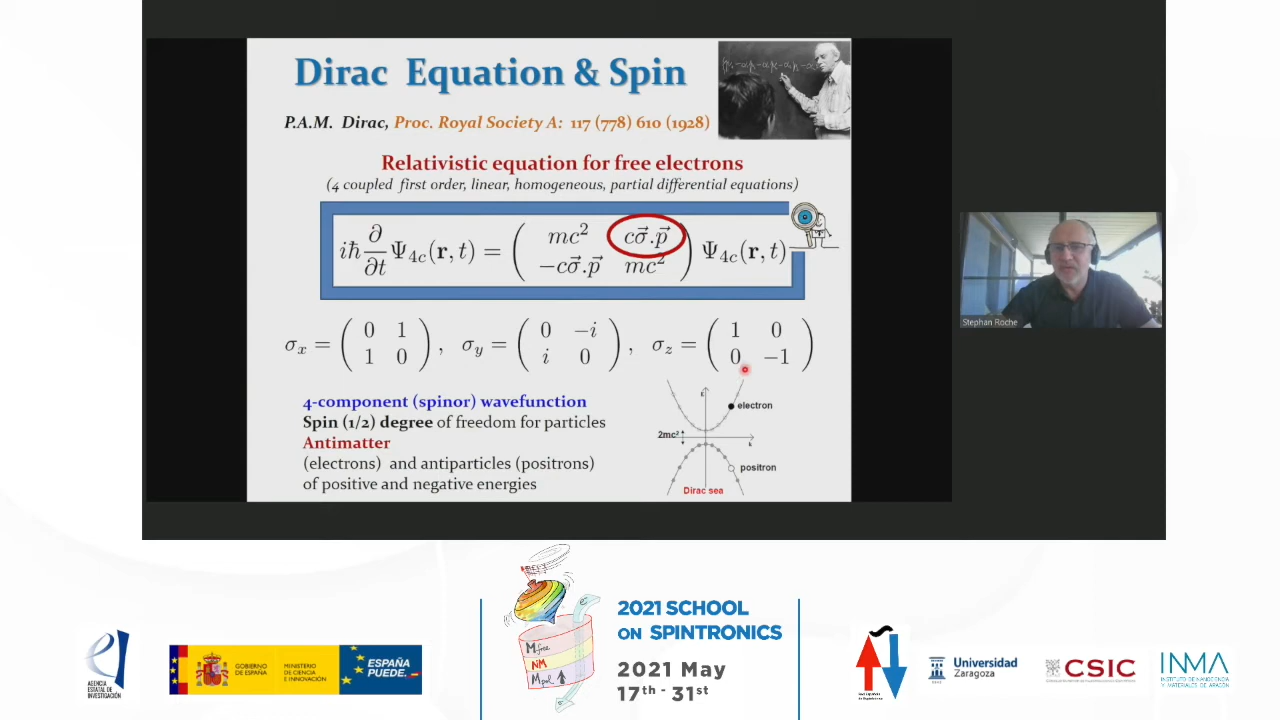 Dirac Equation & Spin
P.A.M. Dirac, Proc. Royal Society A: 117 (778) 610 (1928)
Relativistic equation for free electrons
(4 coupled first order, linear, homogeneous, partial differential equations)
iħ ∂/∂t Ψ₄c(r, t) = ( mc² cσ⃗.p⃗ ; −cσ⃗.p⃗ mc² ) Ψ₄c(r, t)
σx = ( 0 1 ; 1 0 ) , σy = ( 0 −i ; i 0 ) , σz = ( 1 0 ; 0 −1 )
4-component (spinor) wavefunction
Spin (1/2) degree of freedom for particles
Antimatter
(electrons) and antiparticles (positrons)
of positive and negative energies
E
electron
2mc²
k
positron
Dirac sea
Stephan Roche
AGENCIA
ESTATAL DE
INVESTIGACIÓN
GOBIERNO
DE ESPAÑA
MINISTERIO
DE CIENCIA
E INNOVACIÓN
ESPAÑA
PUEDE.
M free
NM
M pol
2021 SCHOOL
ON SPINTRONICS
2021 May
17th - 31st
Universidad
Zaragoza
CSIC
INMA
INSTITUTO DE NANOCIENCIA
Y MATERIALES DE ARAGÓN